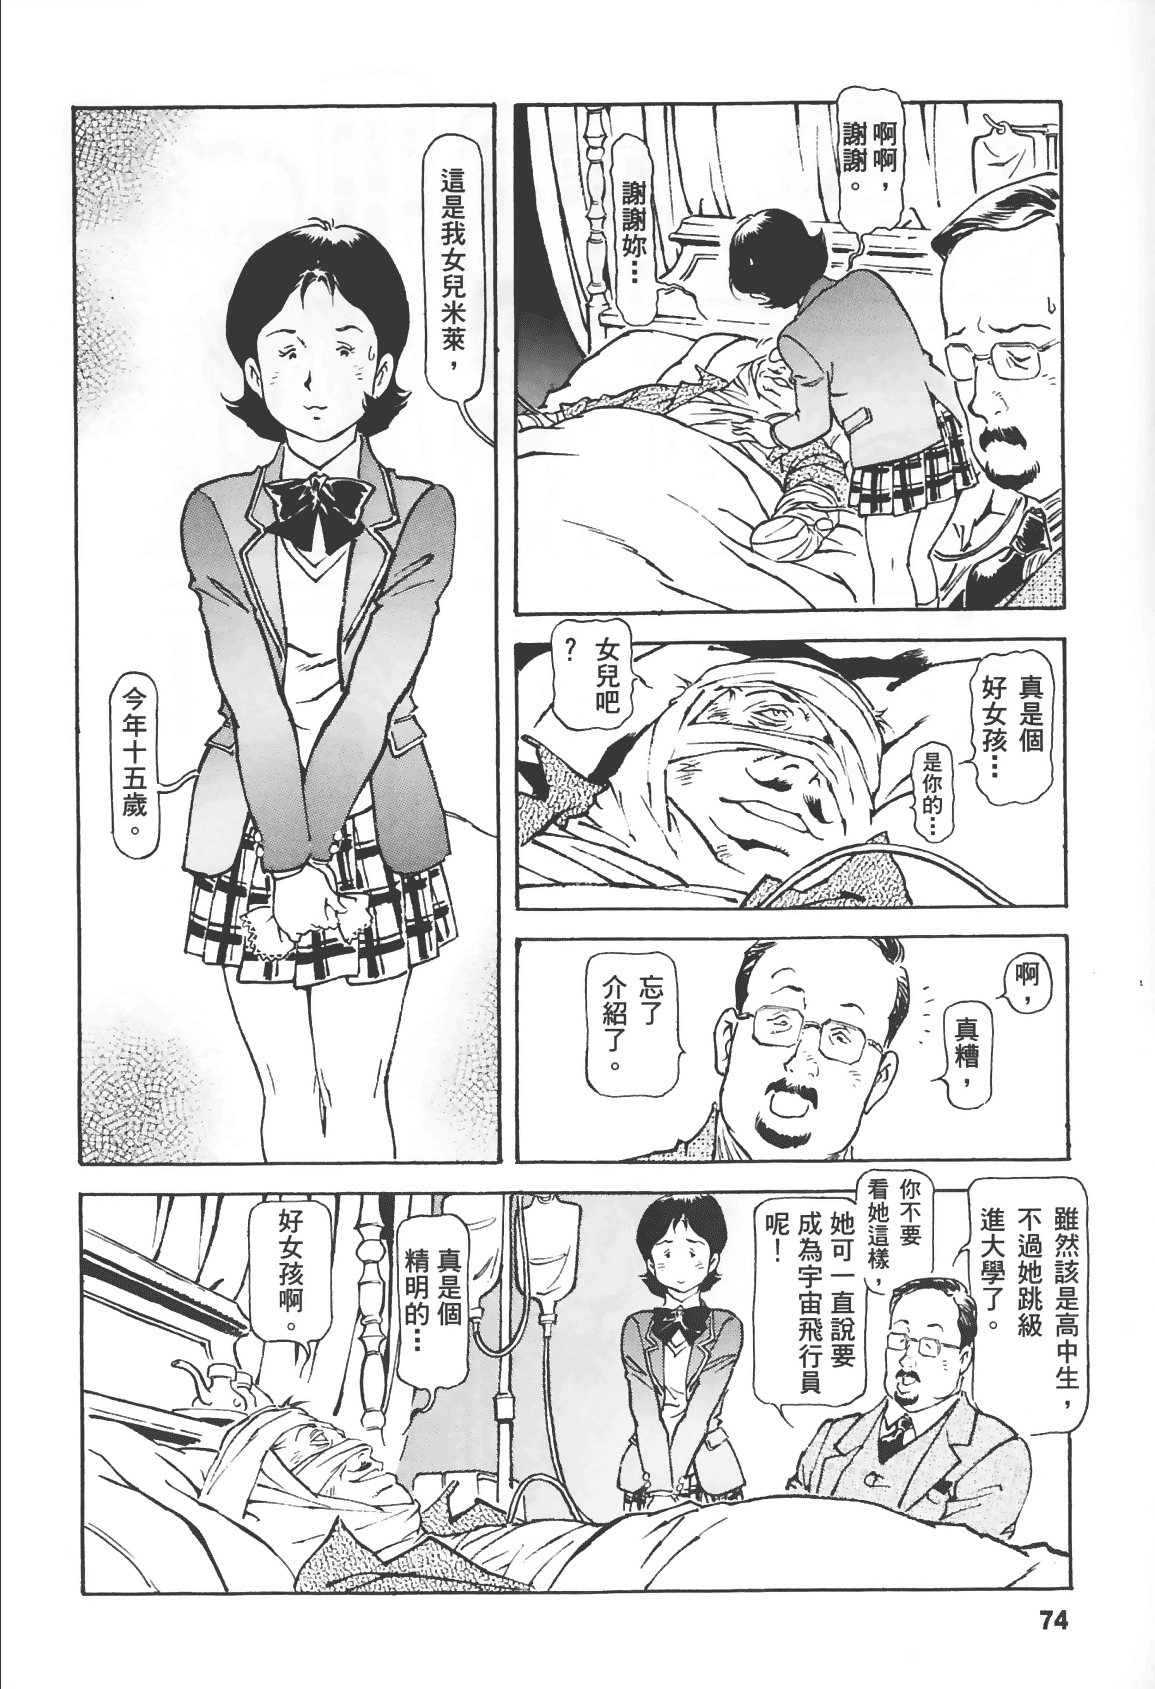 啊啊，
謝謝。
謝謝妳…
真是個
好女孩…
是你的…
女兒吧
？
啊，
真糟，
忘了
介紹了。
這是我女兒米萊，
今年十五歲。
雖然該是高中生，
不過她跳級
進大學了。
你不要
看她這樣，
她可一直說要
成為宇宙飛行員
呢！
真是個
精明的…
好女孩啊。
74